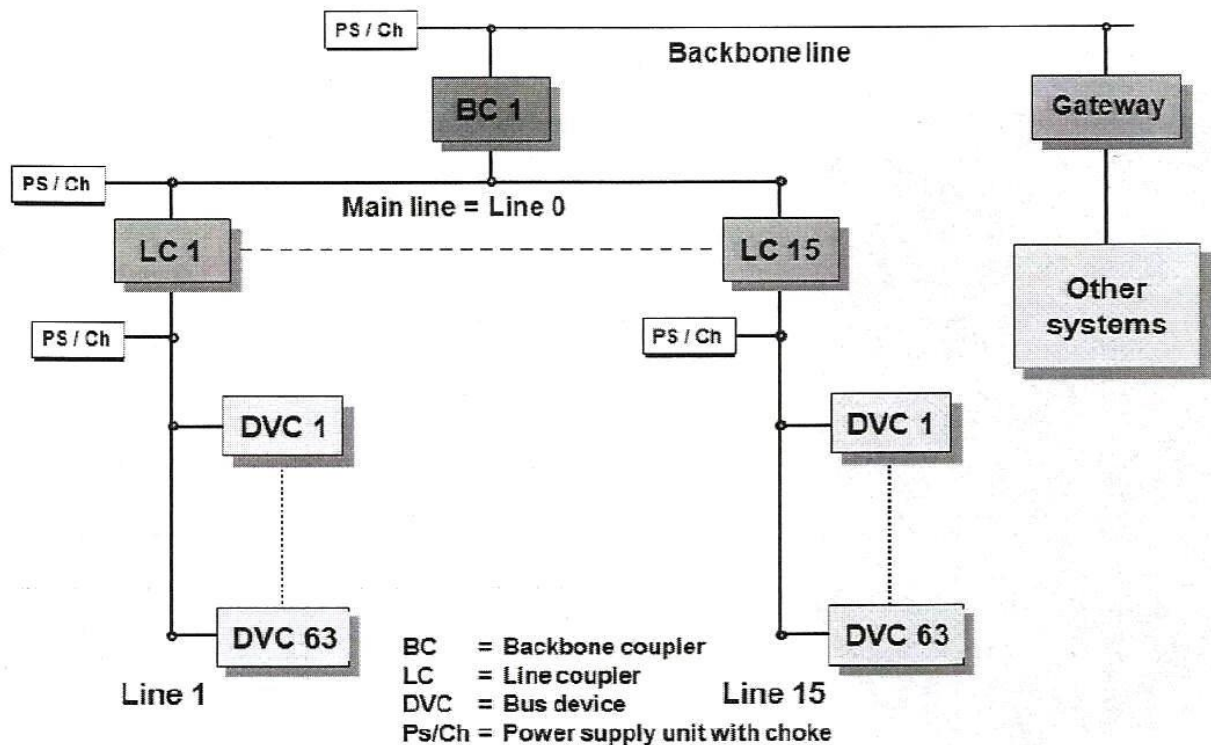 PS / Ch
Backbone line
BC 1
Gateway
PS / Ch
Main line = Line 0
LC 1
LC 15
Other
systems
PS / Ch
PS / Ch
DVC 1
DVC 1
DVC 63
DVC 63
BC = Backbone coupler
LC = Line coupler
DVC = Bus device
Ps/Ch = Power supply unit with choke
Line 1
Line 15